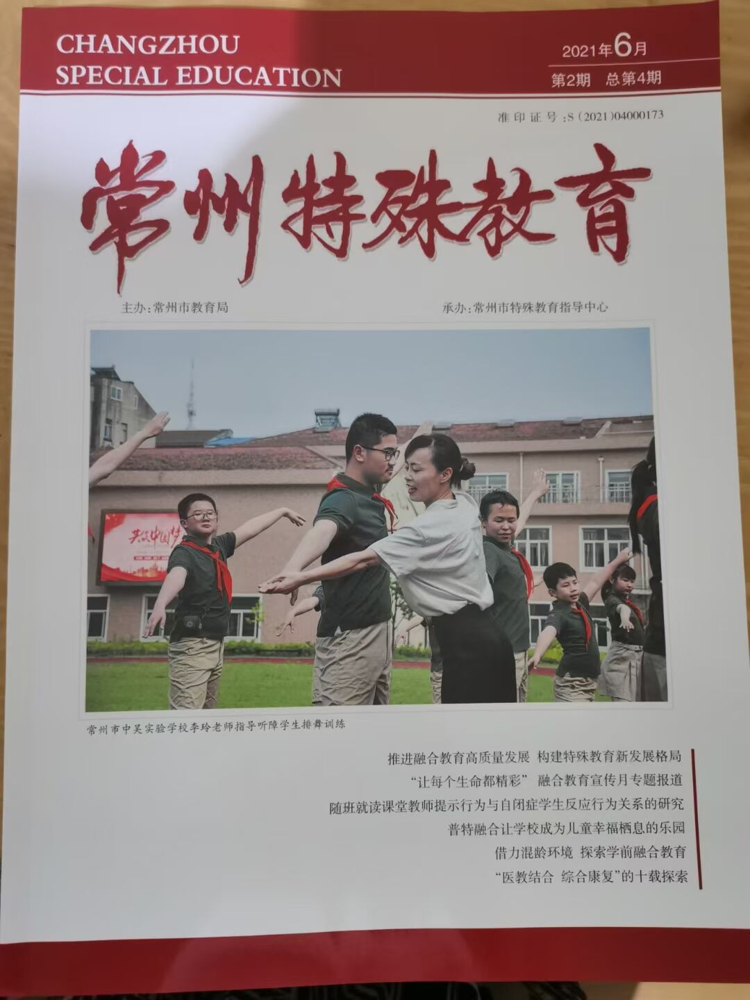 CHANGZHOU
SPECIAL EDUCATION
2021年6月
第2期 总第4期
准印证号:S(2021)04000173
常州特殊教育
主办:常州市教育局
承办:常州市特殊教育指导中心
共筑中国梦
常州市中吴实验学校李玲老师指导听障学生排舞训练
推进融合教育高质量发展 构建特殊教育新发展格局
“让每个生命都精彩” 融合教育宣传月专题报道
随班就读课堂教师提示行为与自闭症学生反应行为关系的研究
普特融合让学校成为儿童幸福栖息的乐园
借力混龄环境 探索学前融合教育
“医教结合 综合康复”的十载探索